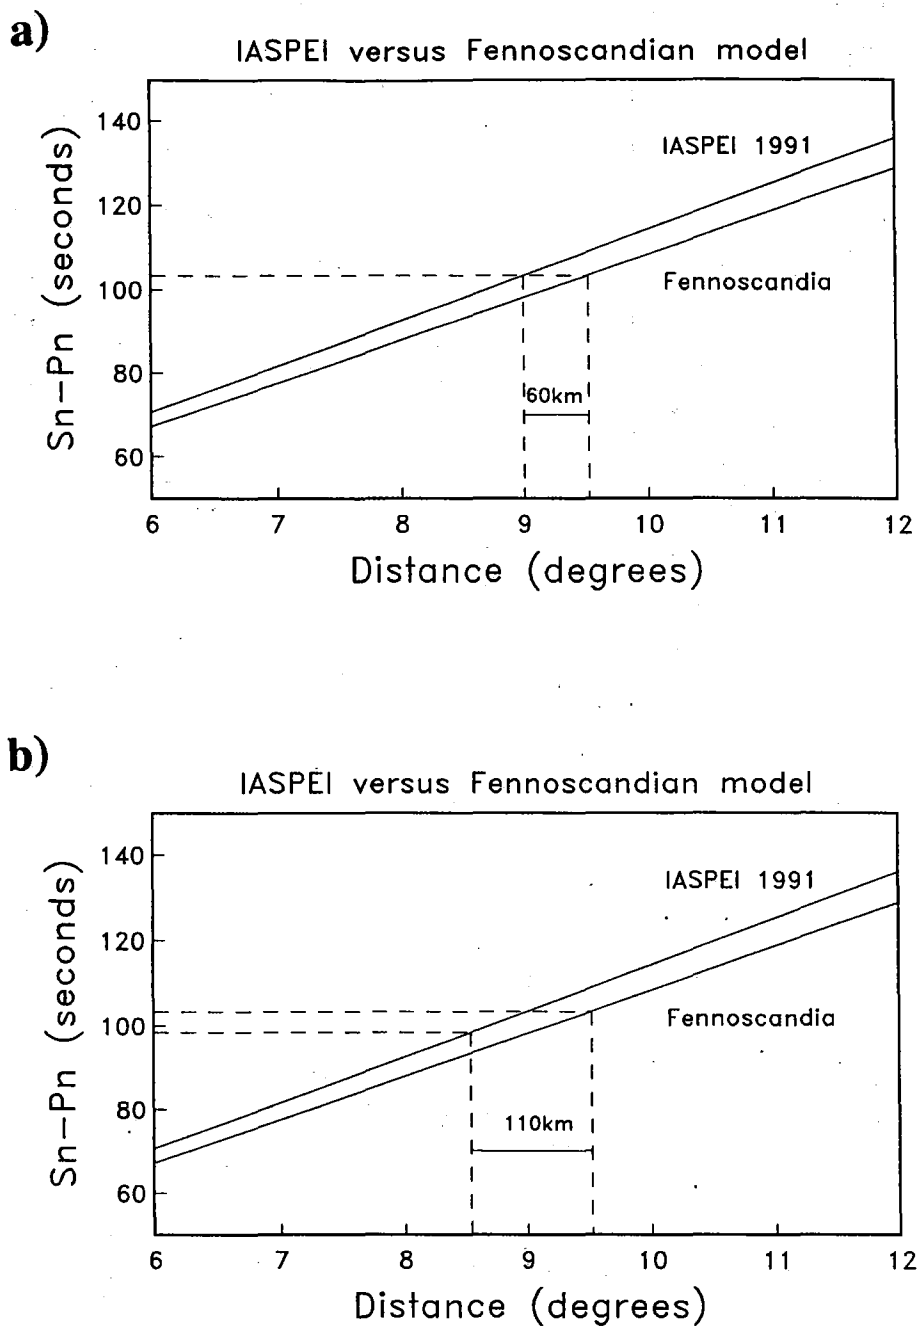 a)
IASPEI versus Fennoscandian model
140
120
100
80
60
Sn-Pn (seconds)
IASPEI 1991
Fennoscandia
60km
6 7 8 9 10 11 12
Distance (degrees)
b)
IASPEI versus Fennoscandian model
140
120
100
80
60
Sn-Pn (seconds)
IASPEI 1991
Fennoscandia
110km
6 7 8 9 10 11 12
Distance (degrees)